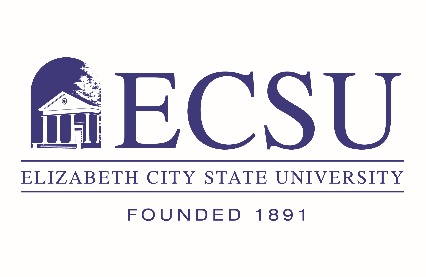 ECSU
ELIZABETH CITY STATE UNIVERSITY
FOUNDED 1891